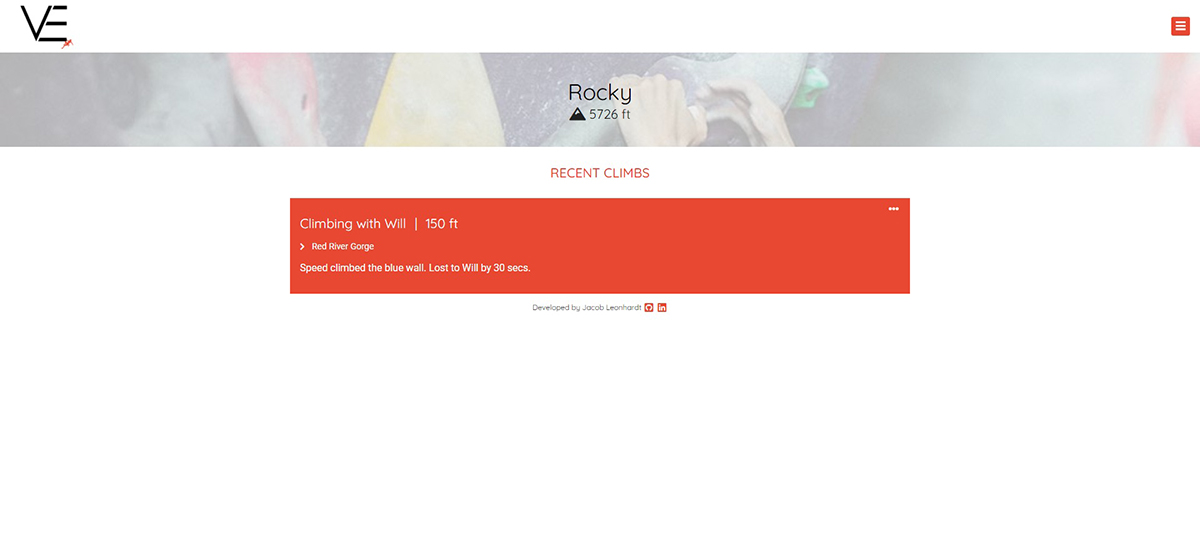 VE
Rocky
5726 ft
RECENT CLIMBS
Climbing with Will | 150 ft
Red River Gorge
Speed climbed the blue wall. Lost to Will by 30 secs.
Developed by Jacob Leonhardt